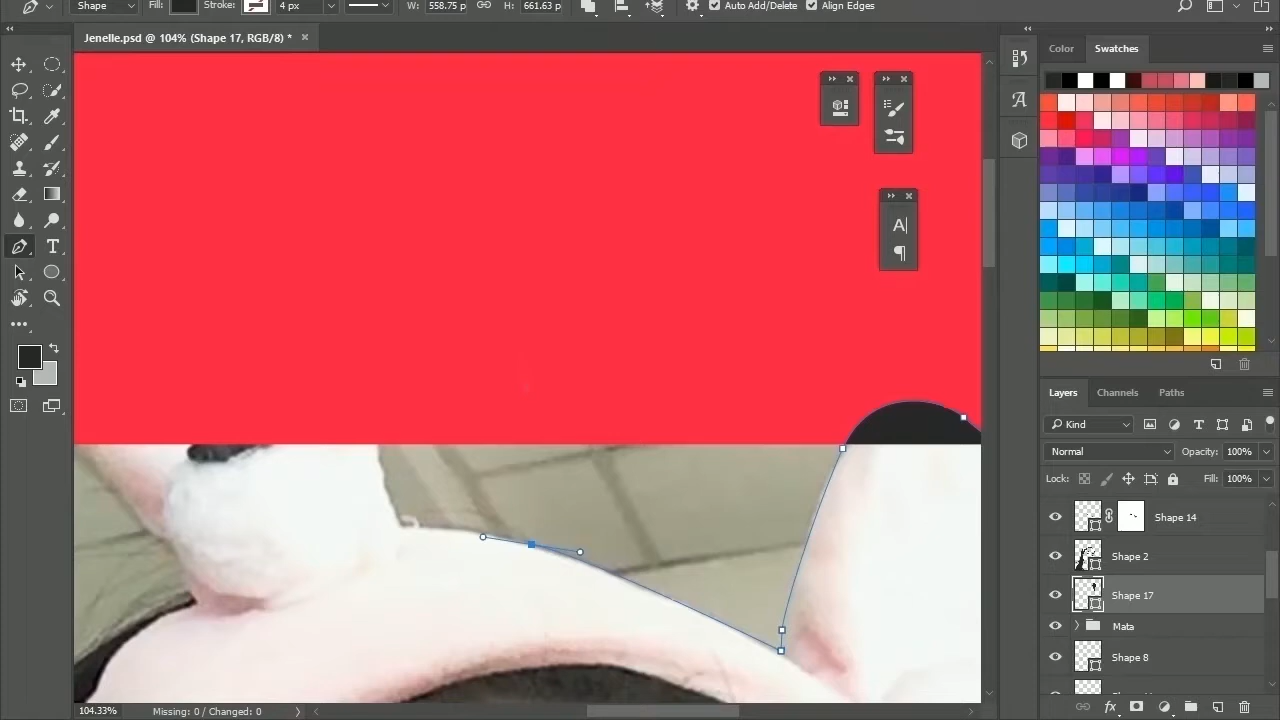 Shape Fill: Stroke: 4 px W: 558.75 p H: 661.63 p Auto Add/Delete Align Edges
Jenelle.psd @ 104% (Shape 17, RGB/8) *
Color Swatches
Layers Channels Paths
Kind
Normal Opacity: 100%
Lock: Fill: 100%
Shape 14
Shape 2
Shape 17
Mata
Shape 8
104.33% Missing: 0 / Changed: 0